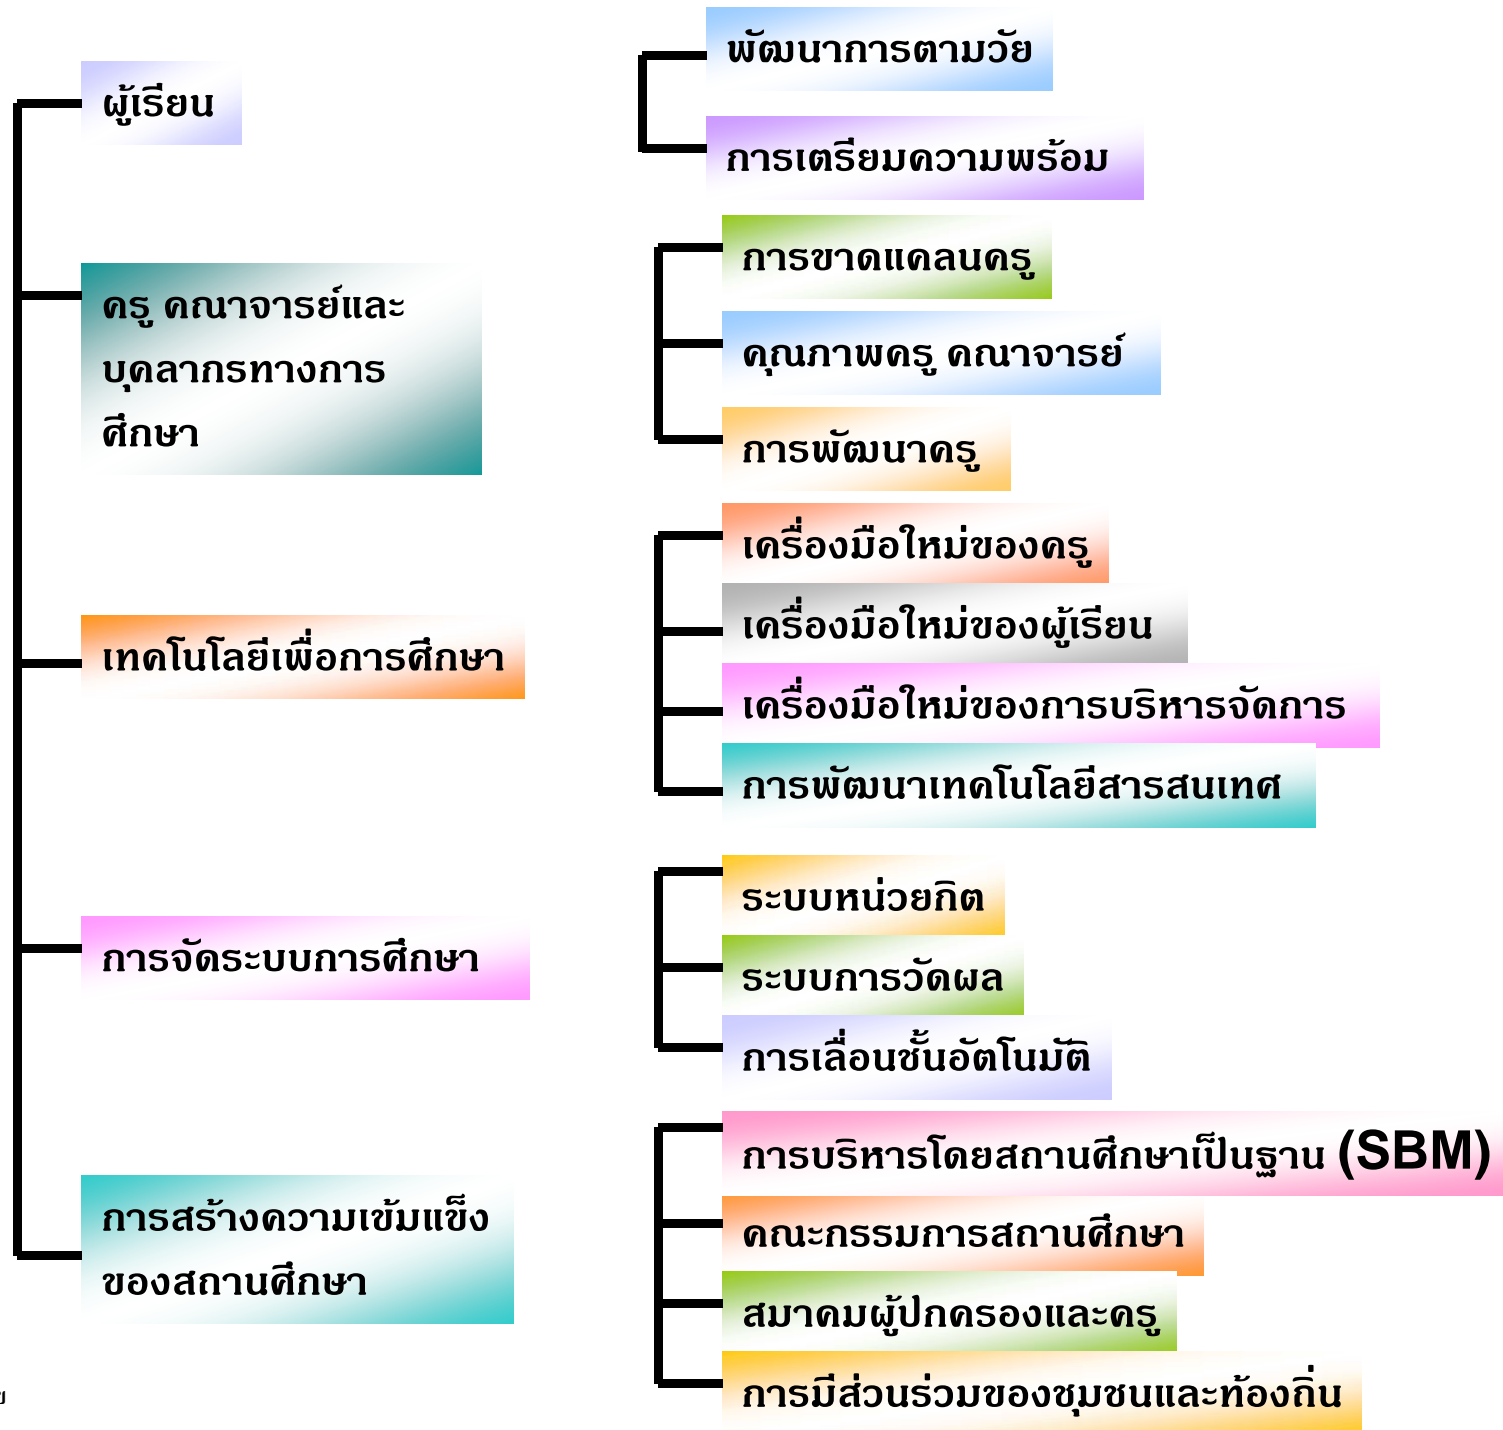 ผู้เรียน
พัฒนาการตามวัย
การเตรียมความพร้อม
ครู คณาจารย์และ
บุคลากรทางการ
ศึกษา
การขาดแคลนครู
คุณภาพครู คณาจารย์
การพัฒนาครู
เทคโนโลยีเพื่อการศึกษา
เครื่องมือใหม่ของครู
เครื่องมือใหม่ของผู้เรียน
เครื่องมือใหม่ของการบริหารจัดการ
การพัฒนาเทคโนโลยีสารสนเทศ
การจัดระบบการศึกษา
ระบบหน่วยกิต
ระบบการวัดผล
การเลื่อนชั้นอัตโนมัติ
การสร้างความเข้มแข็ง
ของสถานศึกษา
การบริหารโดยสถานศึกษาเป็นฐาน (SBM)
คณะกรรมการสถานศึกษา
สมาคมผู้ปกครองและครู
การมีส่วนร่วมของชุมชนและท้องถิ่น